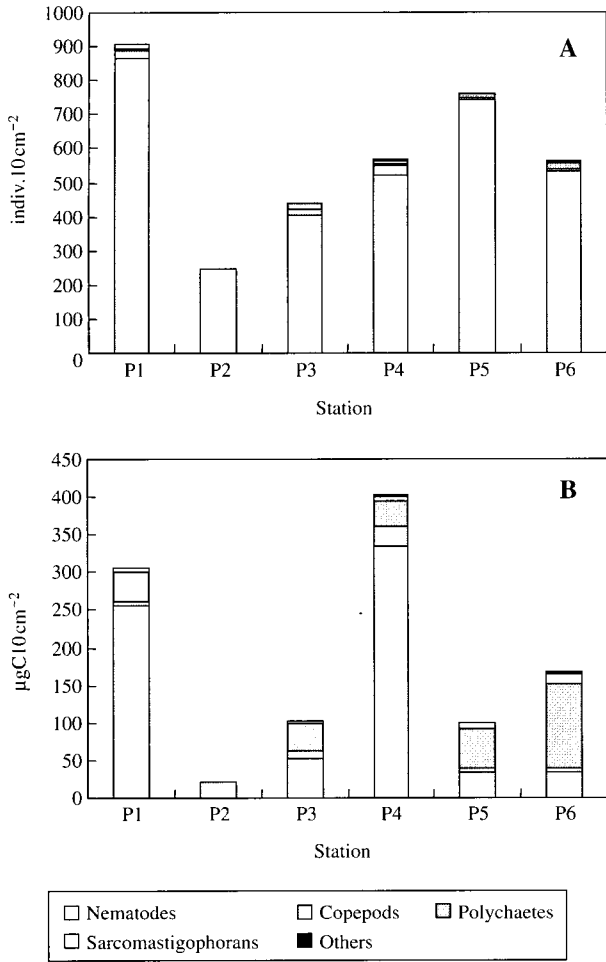 A
1000
900
800
700
600
500
400
300
200
100
0
indiv.10cm⁻²
P1 P2 P3 P4 P5 P6
Station
B
450
400
350
300
250
200
150
100
50
0
µgC10cm⁻²
P1 P2 P3 P4 P5 P6
Station
Nematodes Copepods Polychaetes
Sarcomastigophorans Others